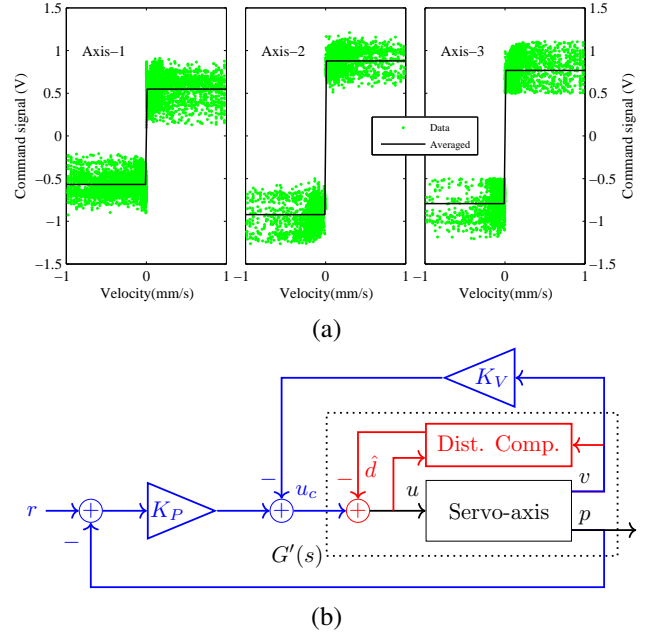 Command signal (V)
1.5
1
0.5
0
−0.5
−1
−1.5
Axis−1
Axis−2
Axis−3
Data
Averaged
1
0.5
0
−0.5
−1
−1.5
Command signal (V)
−1 0 1 −1 0 1 −1 0 1
Velocity(mm/s) Velocity(mm/s) Velocity(mm/s)
(a)
K_V
Dist. Comp.
− − d̂ v
r + K_P + u_c + u Servo-axis
− p
G′(s)
(b)